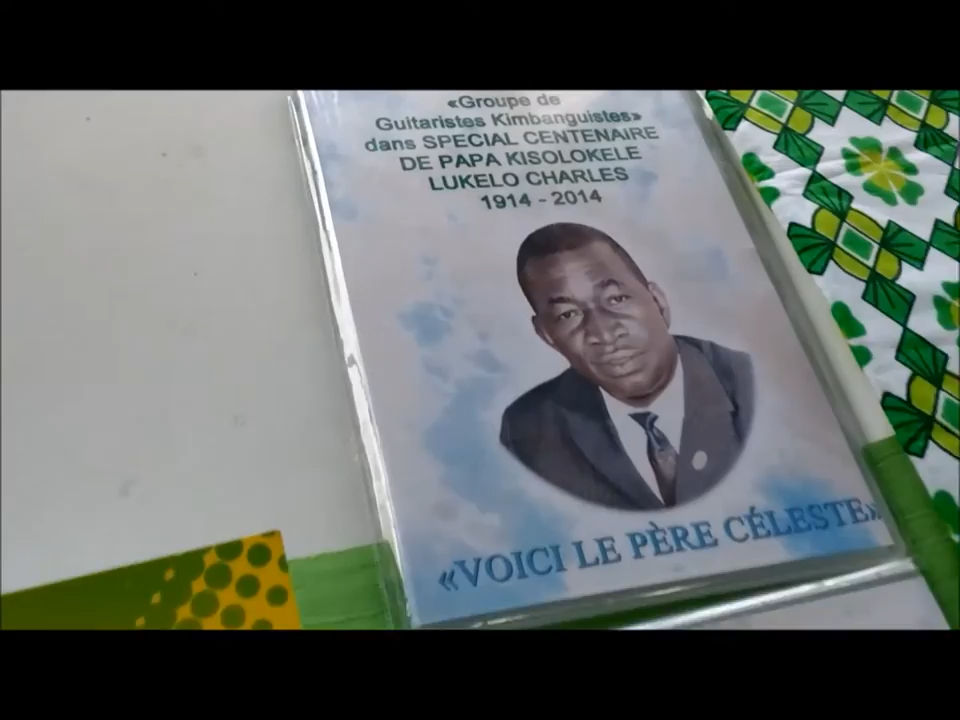 «Groupe de
Guitaristes Kimbanguistes»
dans SPECIAL CENTENAIRE
DE PAPA KISOLOKELE
LUKELO CHARLES
1914 - 2014
«VOICI LE PÈRE CÉLESTE»